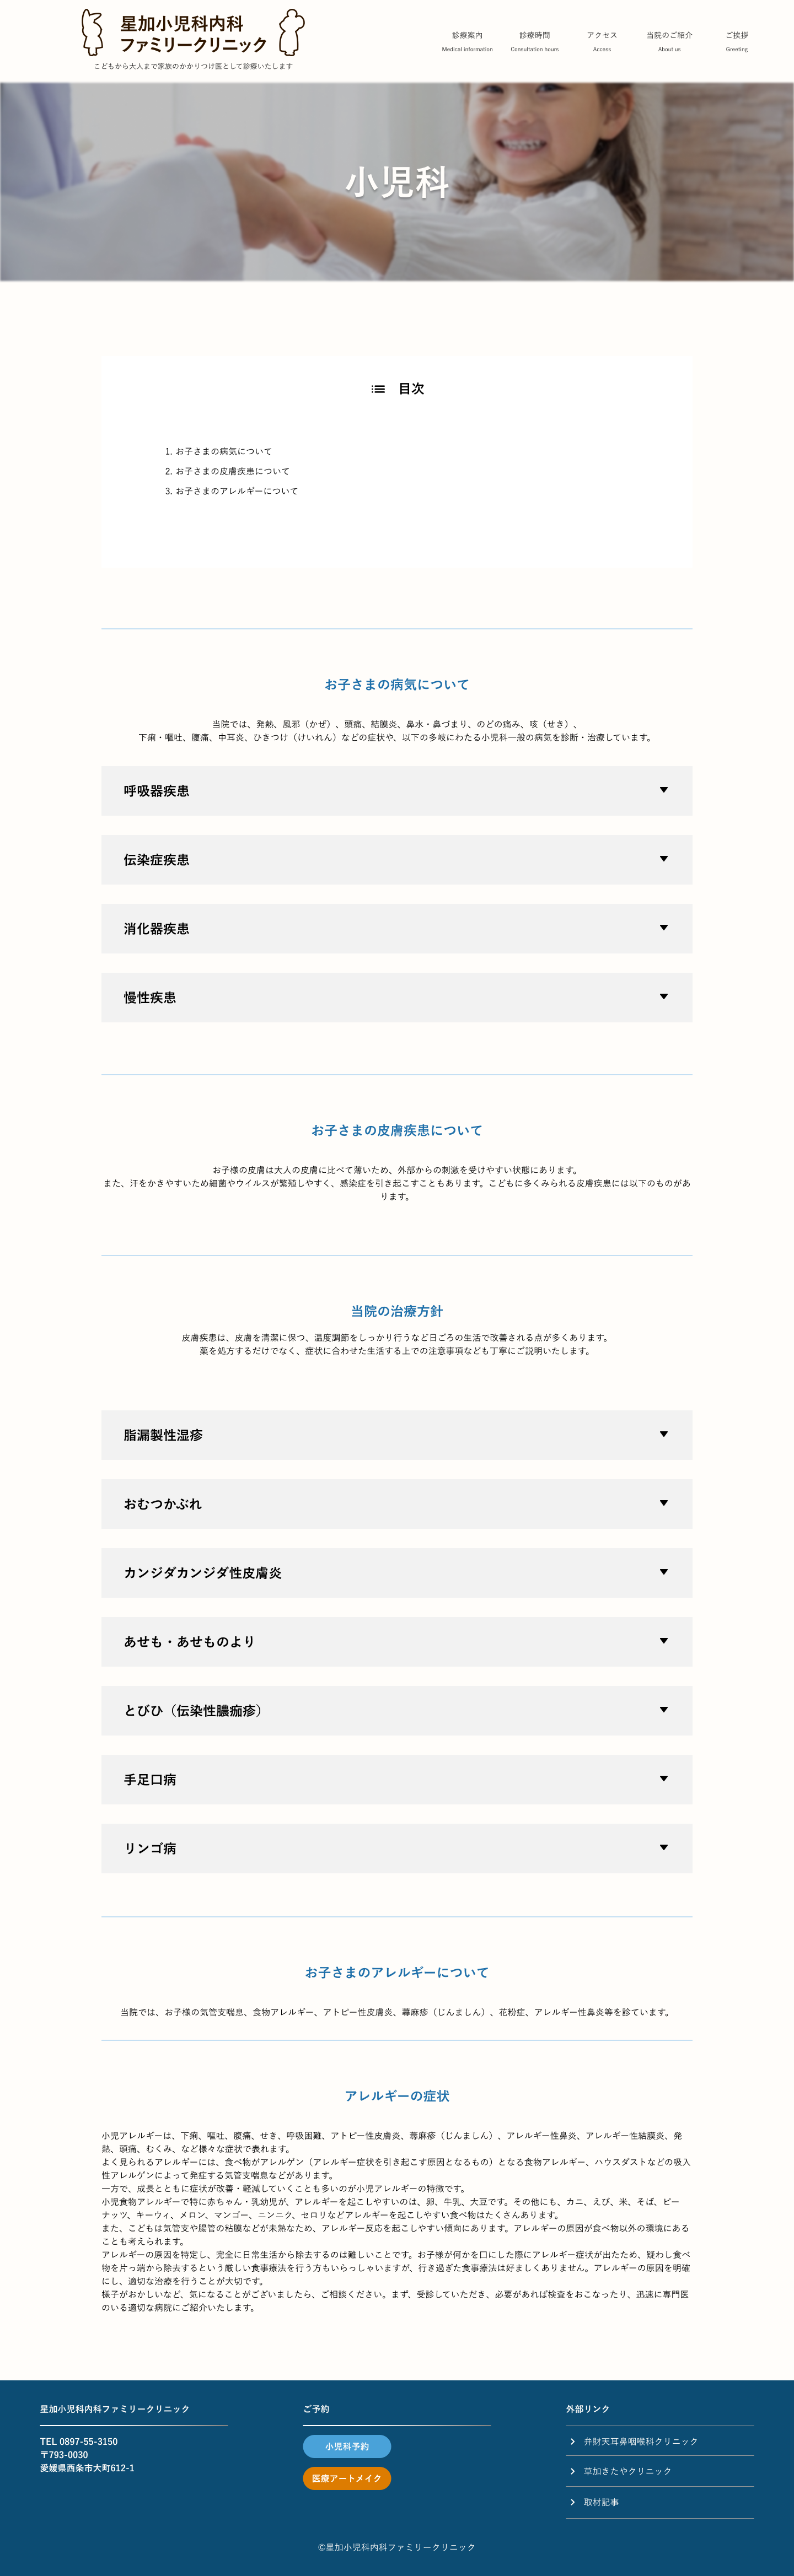 星加小児科内科
ファミリークリニック
こどもから大人まで家族のかかりつけ医として診療いたします
診療案内
Medical information
診療時間
Consultation hours
アクセス
Access
当院のご紹介
About us
ご挨拶
Greeting
小児科
目次
1. お子さまの病気について
2. お子さまの皮膚疾患について
3. お子さまのアレルギーについて
お子さまの病気について
当院では、発熱、風邪（かぜ）、頭痛、結膜炎、鼻水・鼻づまり、のどの痛み、咳（せき）、
下痢・嘔吐、腹痛、中耳炎、ひきつけ（けいれん）などの症状や、以下の多岐にわたる小児科一般の病気を診断・治療しています。
呼吸器疾患
伝染症疾患
消化器疾患
慢性疾患
お子さまの皮膚疾患について
お子様の皮膚は大人の皮膚に比べて薄いため、外部からの刺激を受けやすい状態にあります。
また、汗をかきやすいため細菌やウイルスが繁殖しやすく、感染症を引き起こすこともあります。こどもに多くみられる皮膚疾患には以下のものがあ
ります。
当院の治療方針
皮膚疾患は、皮膚を清潔に保つ、温度調節をしっかり行うなど日ごろの生活で改善される点が多くあります。
薬を処方するだけでなく、症状に合わせた生活する上での注意事項なども丁寧にご説明いたします。
脂漏製性湿疹
おむつかぶれ
カンジダカンジダ性皮膚炎
あせも・あせものより
とびひ（伝染性膿痂疹）
手足口病
リンゴ病
お子さまのアレルギーについて
当院では、お子様の気管支喘息、食物アレルギー、アトピー性皮膚炎、蕁麻疹（じんましん）、花粉症、アレルギー性鼻炎等を診ています。
アレルギーの症状
小児アレルギーは、下痢、嘔吐、腹痛、せき、呼吸困難、アトピー性皮膚炎、蕁麻疹（じんましん）、アレルギー性鼻炎、アレルギー性結膜炎、発
熱、頭痛、むくみ、など様々な症状で表れます。
よく見られるアレルギーには、食べ物がアレルゲン（アレルギー症状を引き起こす原因となるもの）となる食物アレルギー、ハウスダストなどの吸入
性アレルゲンによって発症する気管支喘息などがあります。
一方で、成長とともに症状が改善・軽減していくことも多いのが小児アレルギーの特徴です。
小児食物アレルギーで特に赤ちゃん・乳幼児が、アレルギーを起こしやすいのは、卵、牛乳、大豆です。その他にも、カニ、えび、米、そば、ピー
ナッツ、キーウィ、メロン、マンゴー、ニンニク、セロリなどアレルギーを起こしやすい食べ物はたくさんあります。
また、こどもは気管支や腸管の粘膜などが未熟なため、アレルギー反応を起こしやすい傾向にあります。アレルギーの原因が食べ物以外の環境にある
ことも考えられます。
アレルギーの原因を特定し、完全に日常生活から除去するのは難しいことです。お子様が何かを口にした際にアレルギー症状が出たため、疑わし食べ
物を片っ端から除去するという厳しい食事療法を行う方もいらっしゃいますが、行き過ぎた食事療法は好ましくありません。アレルギーの原因を明確
にし、適切な治療を行うことが大切です。
様子がおかしいなど、気になることがございましたら、ご相談ください。まず、受診していただき、必要があれば検査をおこなったり、迅速に専門医
のいる適切な病院にご紹介いたします。
星加小児科内科ファミリークリニック
TEL 0897-55-3150
〒793-0030
愛媛県西条市大町612-1
ご予約
小児科予約
医療アートメイク
外部リンク
弁財天耳鼻咽喉科クリニック
草加きたやクリニック
取材記事
©星加小児科内科ファミリークリニック